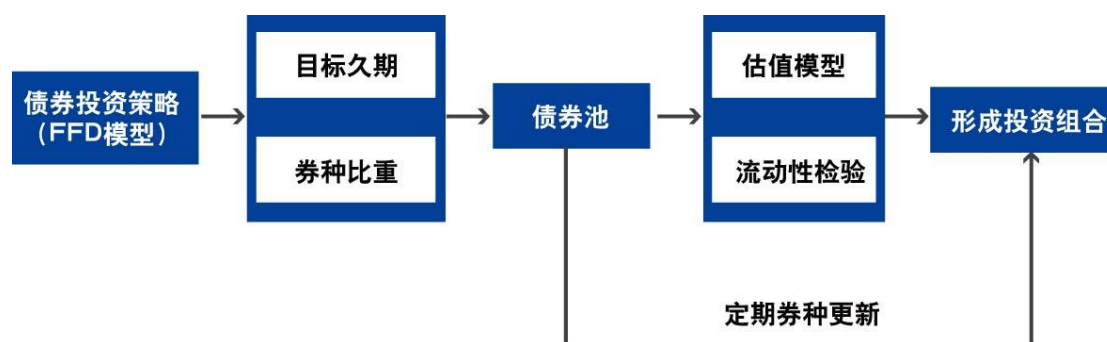 债券投资策略
（FFD模型）
目标久期
券种比重
债券池
估值模型
流动性检验
形成投资组合
定期券种更新